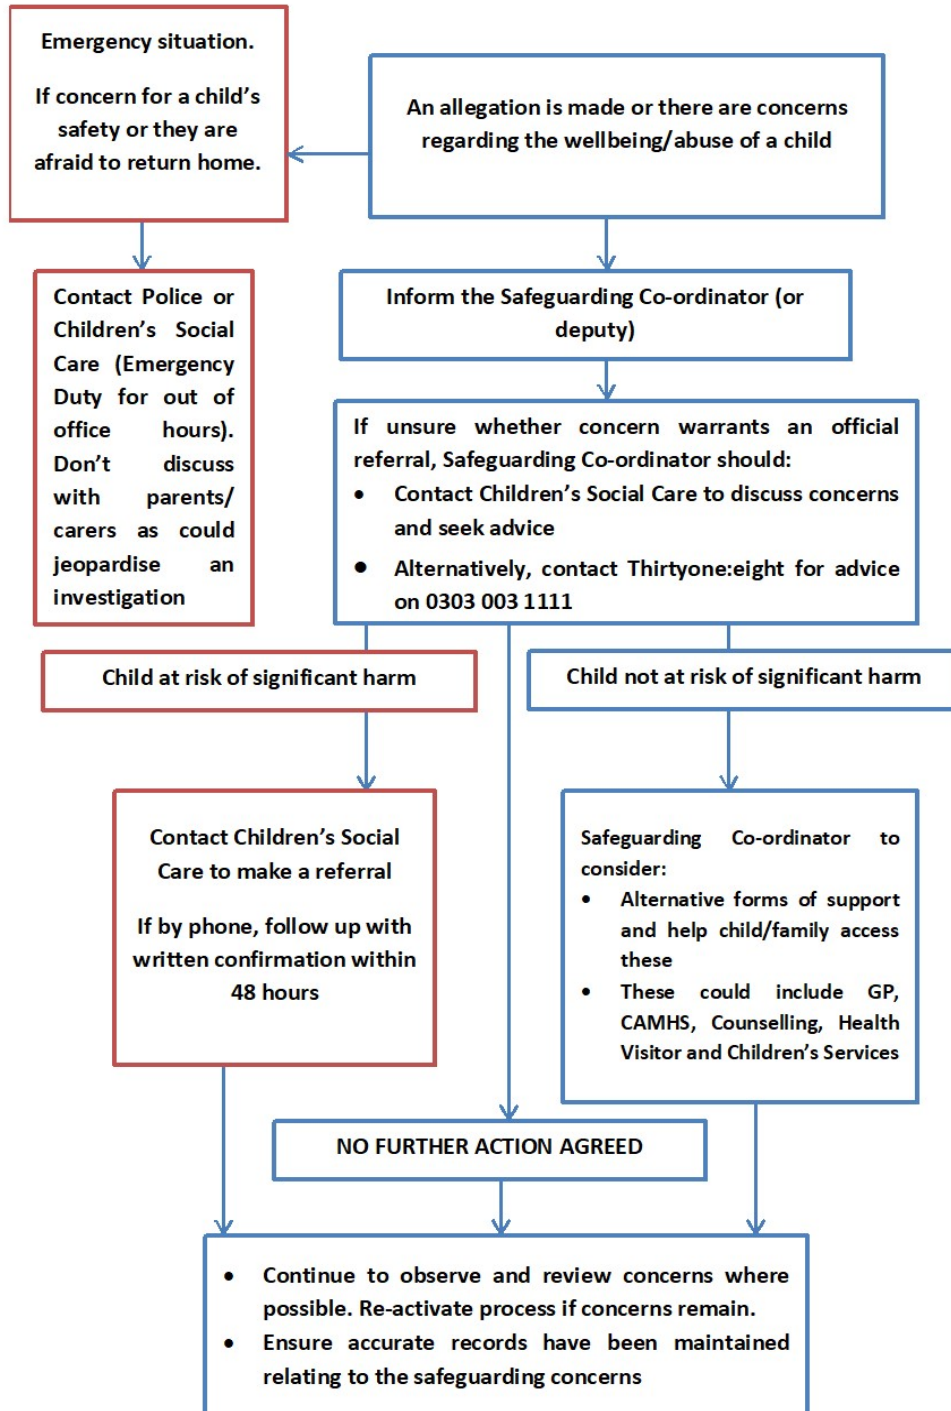 Emergency situation.
If concern for a child's
safety or they are
afraid to return home.
An allegation is made or there are concerns
regarding the wellbeing/abuse of a child
Contact Police or
Children's Social
Care (Emergency
Duty for out of
office hours).
Don't discuss
with parents/
carers as could
jeopardise an
investigation
Inform the Safeguarding Co-ordinator (or
deputy)
If unsure whether concern warrants an official
referral, Safeguarding Co-ordinator should:
• Contact Children's Social Care to discuss concerns
and seek advice
• Alternatively, contact Thirtyone:eight for advice
on 0303 003 1111
Child at risk of significant harm
Child not at risk of significant harm
Contact Children's Social
Care to make a referral
If by phone, follow up with
written confirmation within
48 hours
Safeguarding Co-ordinator to
consider:
• Alternative forms of support
and help child/family access
these
• These could include GP,
CAMHS, Counselling, Health
Visitor and Children's Services
NO FURTHER ACTION AGREED
• Continue to observe and review concerns where
possible. Re-activate process if concerns remain.
• Ensure accurate records have been maintained
relating to the safeguarding concerns